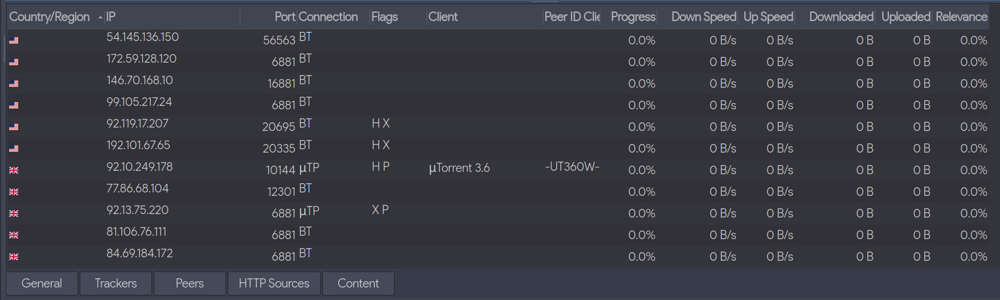 Country/Region IP Port Connection Flags Client Peer ID Clie Progress Down Speed Up Speed Downloaded Uploaded Relevance
54.145.136.150 56563 BT 0.0% 0 B/s 0 B/s 0 B 0 B 0.0%
172.59.128.120 6881 BT 0.0% 0 B/s 0 B/s 0 B 0 B 0.0%
146.70.168.10 16881 BT 0.0% 0 B/s 0 B/s 0 B 0 B 0.0%
99.105.217.24 6881 BT 0.0% 0 B/s 0 B/s 0 B 0 B 0.0%
92.119.17.207 20695 BT H X 0.0% 0 B/s 0 B/s 0 B 0 B 0.0%
192.101.67.65 20335 BT H X 0.0% 0 B/s 0 B/s 0 B 0 B 0.0%
92.10.249.178 10144 μTP H P μTorrent 3.6 -UT360W- 0.0% 0 B/s 0 B/s 0 B 0 B 0.0%
77.86.68.104 12301 BT 0.0% 0 B/s 0 B/s 0 B 0 B 0.0%
92.13.75.220 6881 μTP X P 0.0% 0 B/s 0 B/s 0 B 0 B 0.0%
81.106.76.111 6881 BT 0.0% 0 B/s 0 B/s 0 B 0 B 0.0%
84.69.184.172 6881 BT 0.0% 0 B/s 0 B/s 0 B 0 B 0.0%
General Trackers Peers HTTP Sources Content